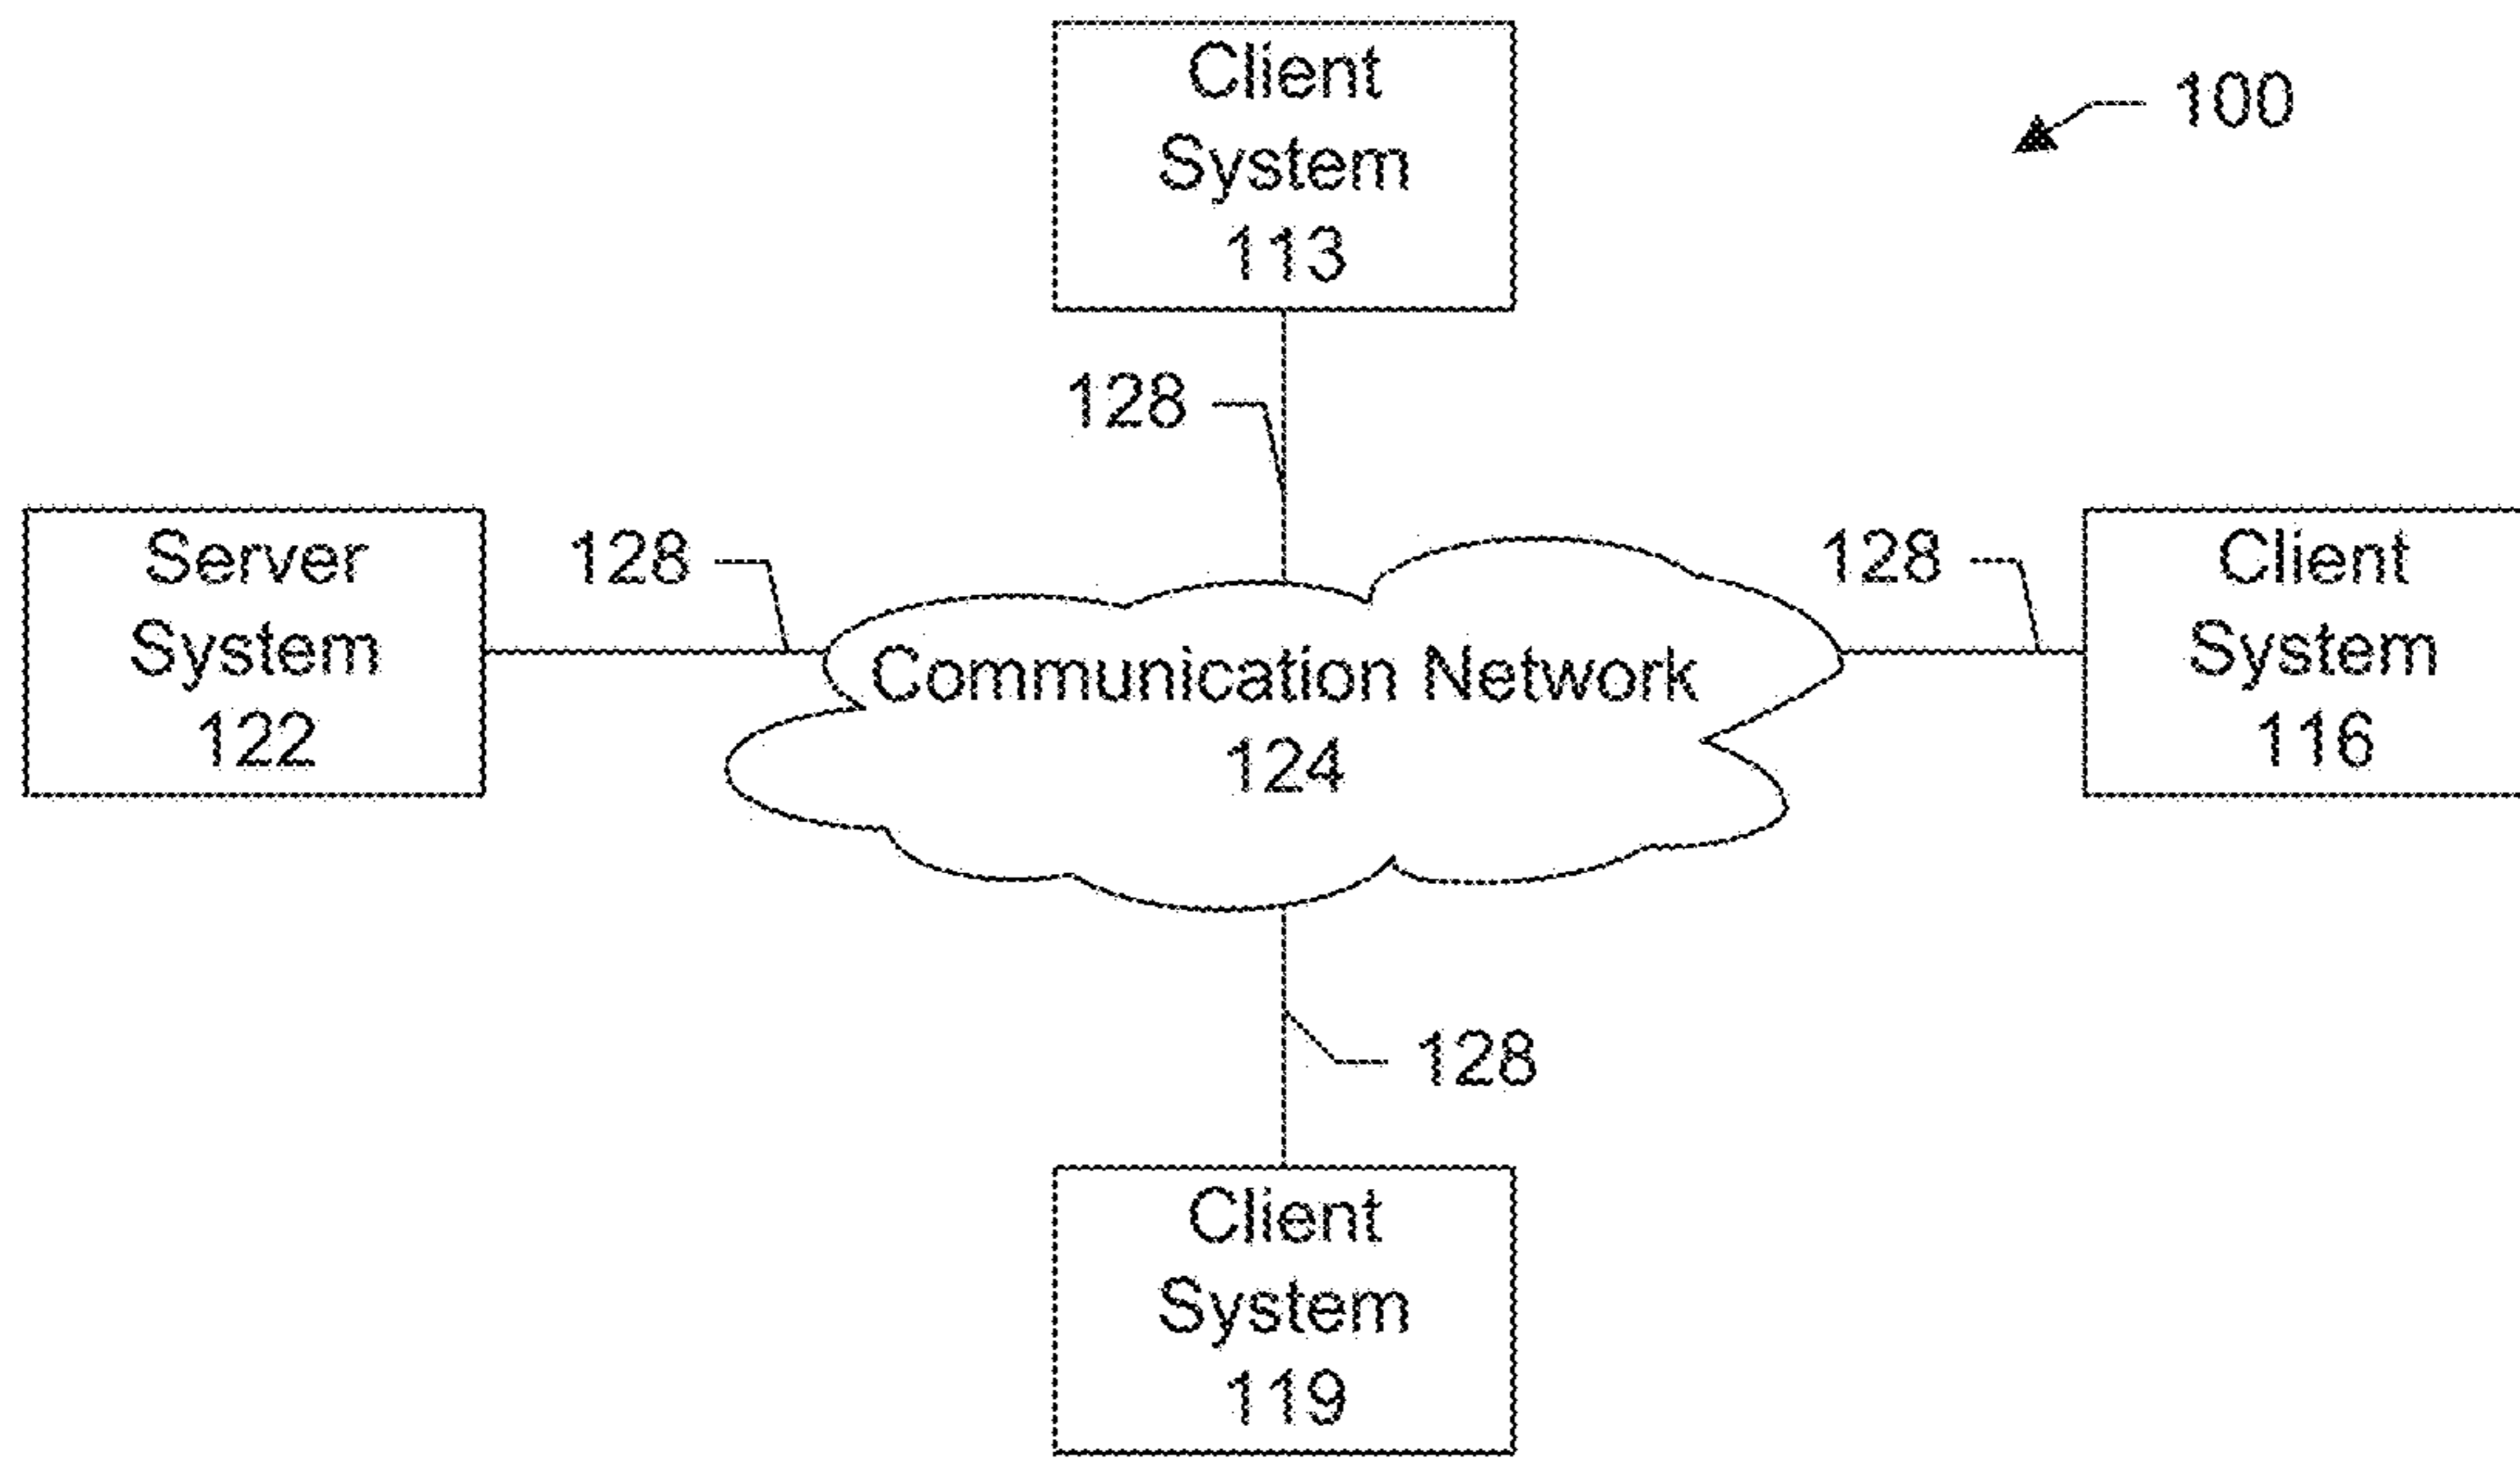 Client
System
113
100
128
Server
System
122
128
Communication Network
124
128
Client
System
116
128
Client
System
119